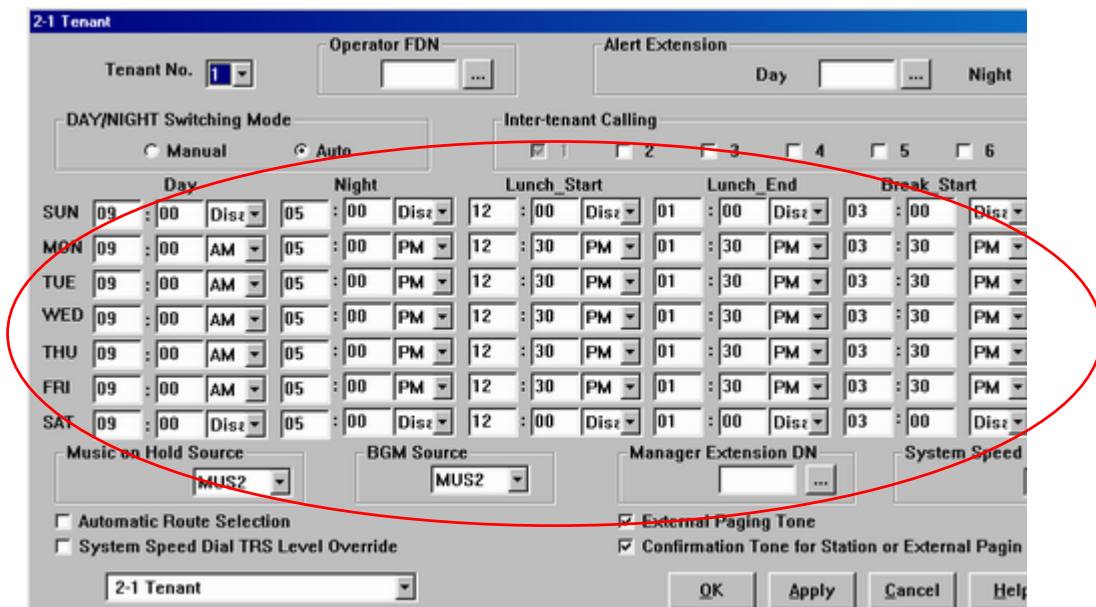 2-1 Tenant
Operator FDN Alert Extension
Tenant No. 1 ... Day ... Night
DAY/NIGHT Switching Mode Inter-tenant Calling
Manual Auto 1 2 3 4 5 6
Day Night Lunch_Start Lunch_End Break_Start
SUN 09 : 00 Disa 05 : 00 Disa 12 : 00 Disa 01 : 00 Disa 03 : 00 Disa
MON 09 : 00 AM 05 : 00 PM 12 : 30 PM 01 : 30 PM 03 : 30 PM
TUE 09 : 00 AM 05 : 00 PM 12 : 30 PM 01 : 30 PM 03 : 30 PM
WED 09 : 00 AM 05 : 00 PM 12 : 30 PM 01 : 30 PM 03 : 30 PM
THU 09 : 00 AM 05 : 00 PM 12 : 30 PM 01 : 30 PM 03 : 30 PM
FRI 09 : 00 AM 05 : 00 PM 12 : 30 PM 01 : 30 PM 03 : 30 PM
SAT 09 : 00 Disa 05 : 00 Disa 12 : 00 Disa 01 : 00 Disa 03 : 00 Disa
Music on Hold Source BGM Source Manager Extension DN System Speed
MUS2 MUS2 ...
Automatic Route Selection External Paging Tone
System Speed Dial TRS Level Override Confirmation Tone for Station or External Pagin
2-1 Tenant OK Apply Cancel Help